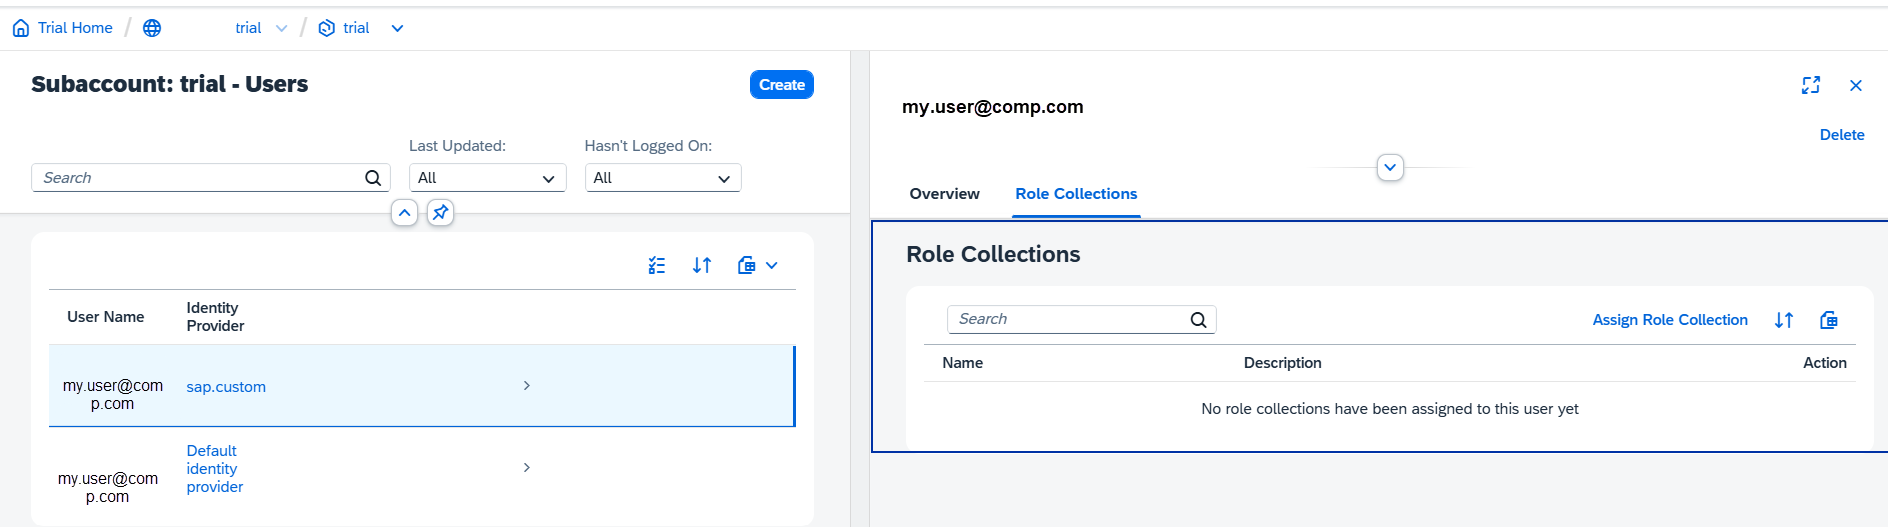 Trial Home / trial / trial
Subaccount: trial - Users
Create
Last Updated:
Hasn't Logged On:
Search
All
All
User Name
Identity
Provider
my.user@com
p.com
sap.custom
my.user@com
p.com
Default
identity
provider
my.user@comp.com
Delete
Overview
Role Collections
Role Collections
Search
Assign Role Collection
Name
Description
Action
No role collections have been assigned to this user yet